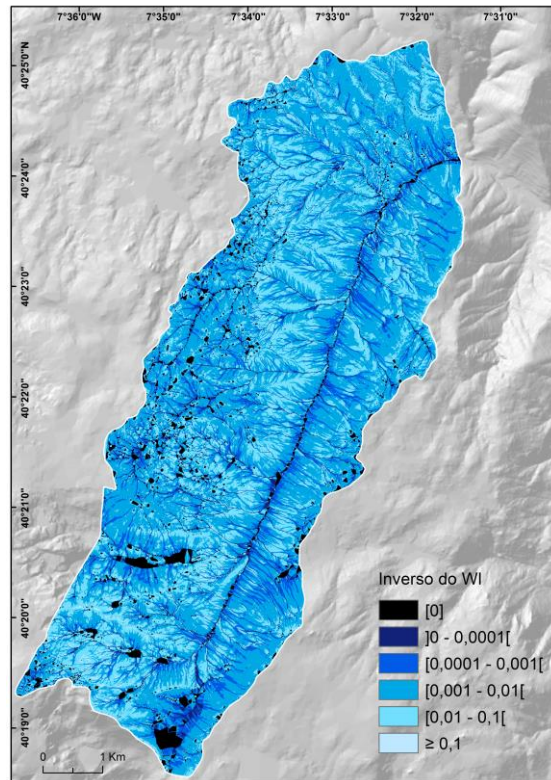 7°36'0"W 7°35'0"W 7°34'0"W 7°33'0"W 7°32'0"W 7°31'0"W
40°25'0"N
40°24'0"N
40°23'0"N
40°22'0"N
40°21'0"N
40°20'0"N
40°19'0"N
Inverso do WI
[0]
]0 - 0,0001[
[0,0001 - 0,001[
[0,001 - 0,01[
[0,01 - 0,1[
≥ 0,1
0 1 Km